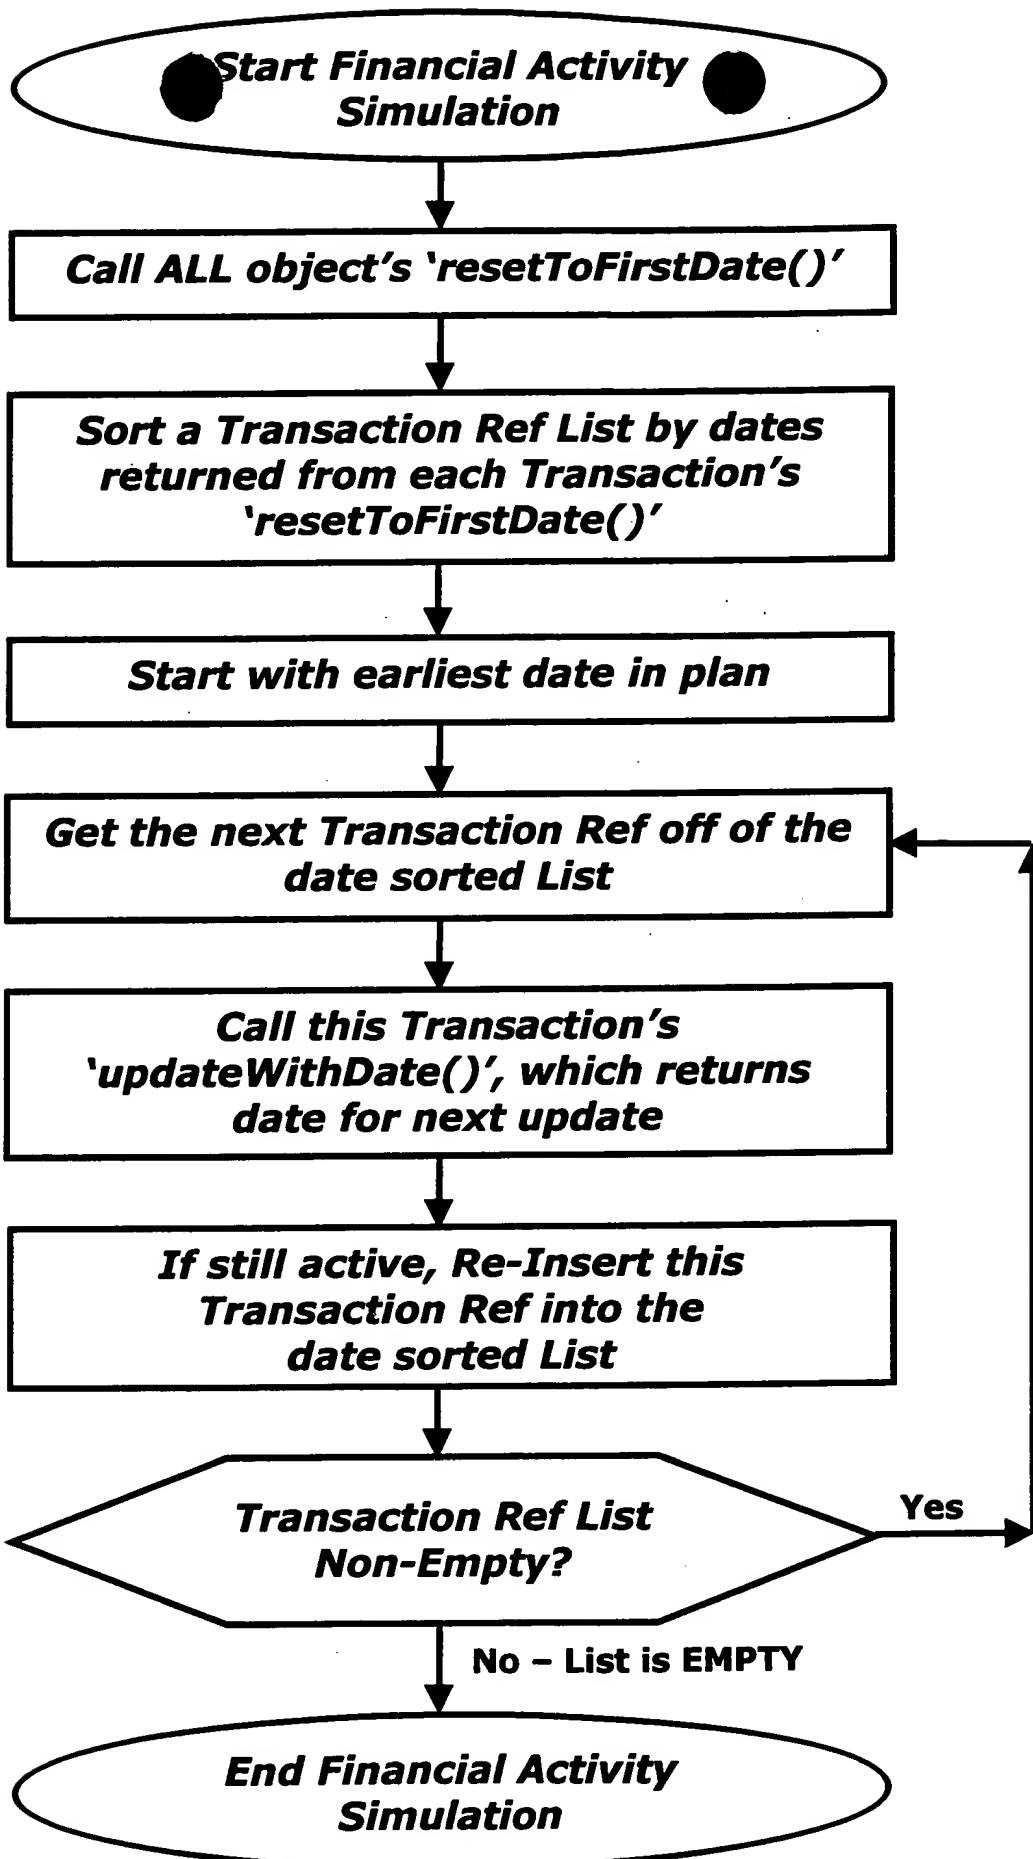 Start Financial Activity
Simulation
Call ALL object's 'resetToFirstDate()'
Sort a Transaction Ref List by dates
returned from each Transaction's
'resetToFirstDate()'
Start with earliest date in plan
Get the next Transaction Ref off of the
date sorted List
Call this Transaction's
'updateWithDate()', which returns
date for next update
If still active, Re-Insert this
Transaction Ref into the
date sorted List
Transaction Ref List
Non-Empty?
Yes
No – List is EMPTY
End Financial Activity
Simulation